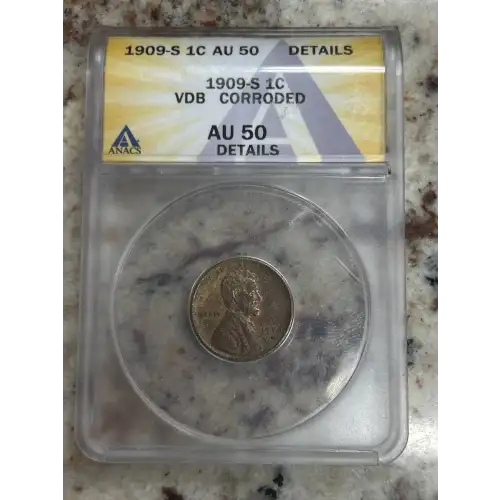 1909-S 1C AU 50 DETAILS
1909-S 1C
VDB CORRODED
AU 50
DETAILS
ANACS